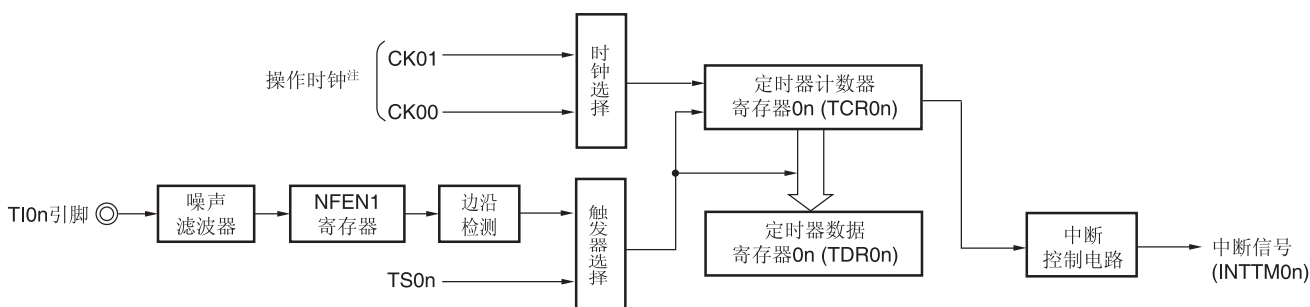 操作时钟注
CK01
CK00
时钟选择
定时器计数器
寄存器0n (TCR0n)
TI0n引脚
噪声
滤波器
NFEN1
寄存器
边沿
检测
TS0n
触发器选择
定时器数据
寄存器0n (TDR0n)
中断
控制电路
中断信号
(INTTM0n)